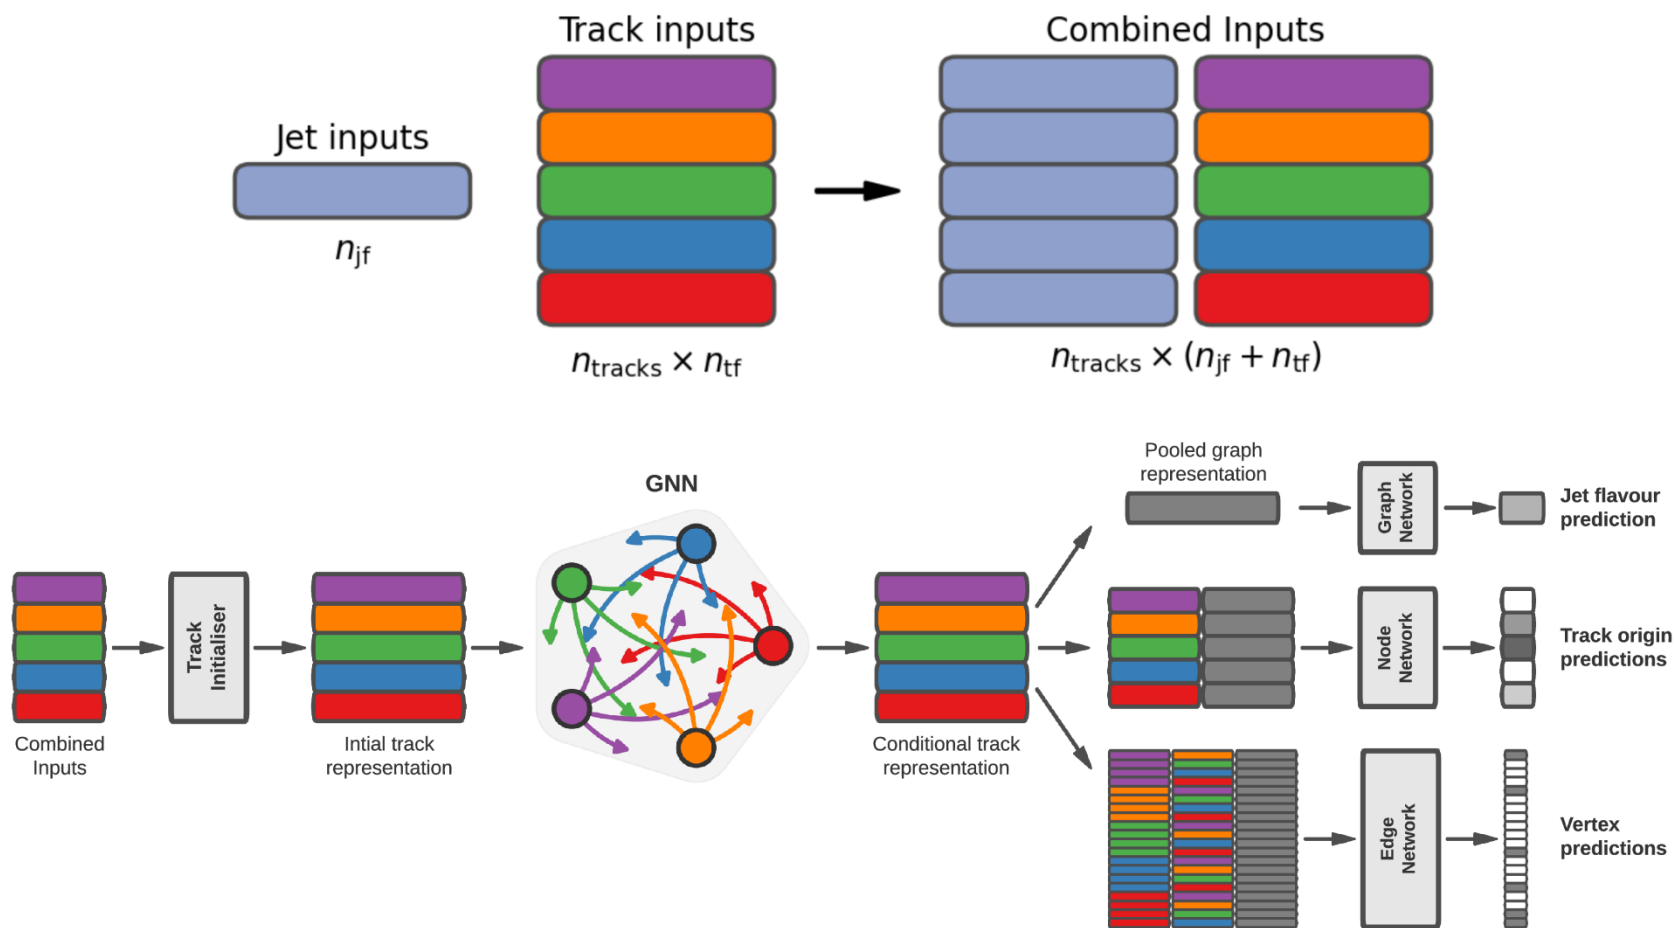 Track inputs
Combined Inputs
Jet inputs
n_jf
n_tracks × n_tf
n_tracks × (n_jf + n_tf)
Pooled graph
representation
GNN
Graph
Network
Jet flavour
prediction
Track
Initialiser
Node
Network
Track origin
predictions
Combined
Inputs
Intial track
representation
Conditional track
representation
Edge
Network
Vertex
predictions